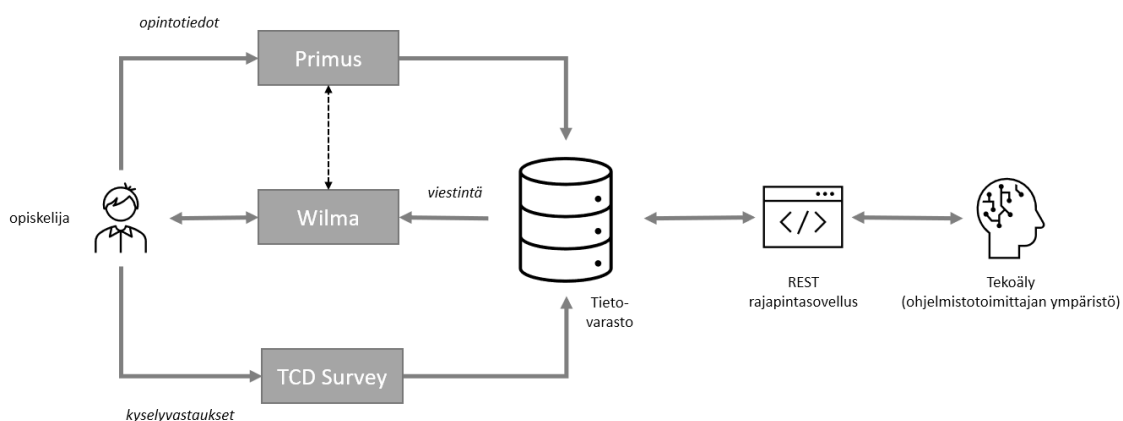 opintotiedot
Primus
viestintä
opiskelija
Wilma
</>
REST
rajapintasovellus
Tekoäly
(ohjelmistotoimittajan ympäristö)
Tieto-
varasto
TCD Survey
kyselyvastaukset